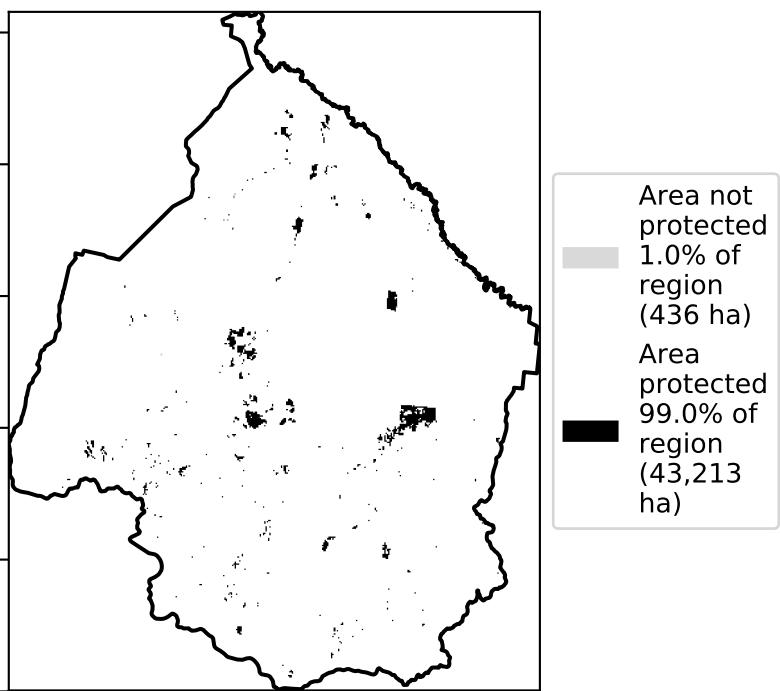 Area not
protected
1.0% of
region
(436 ha)
Area
protected
99.0% of
region
(43,213
ha)